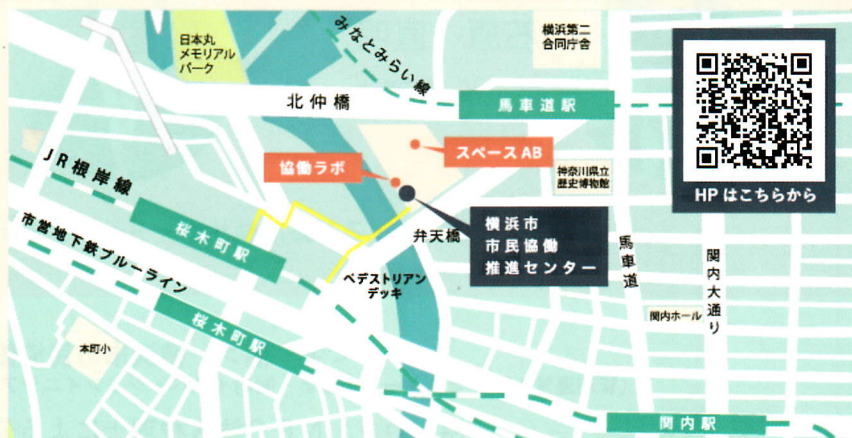 日本丸
メモリアル
パーク
みなとみらい線
横浜第二
合同庁舎
北仲橋
馬車道駅
HPはこちらから
JR根岸線
協働ラボ
スペースAB
神奈川県立
歴史博物館
市営地下鉄ブルーライン
桜木町駅
弁天橋
横浜市
市民協働
推進センター
馬車道
関内大通り
ペデストリアン
デッキ
桜木町駅
関内ホール
本町小
関内駅